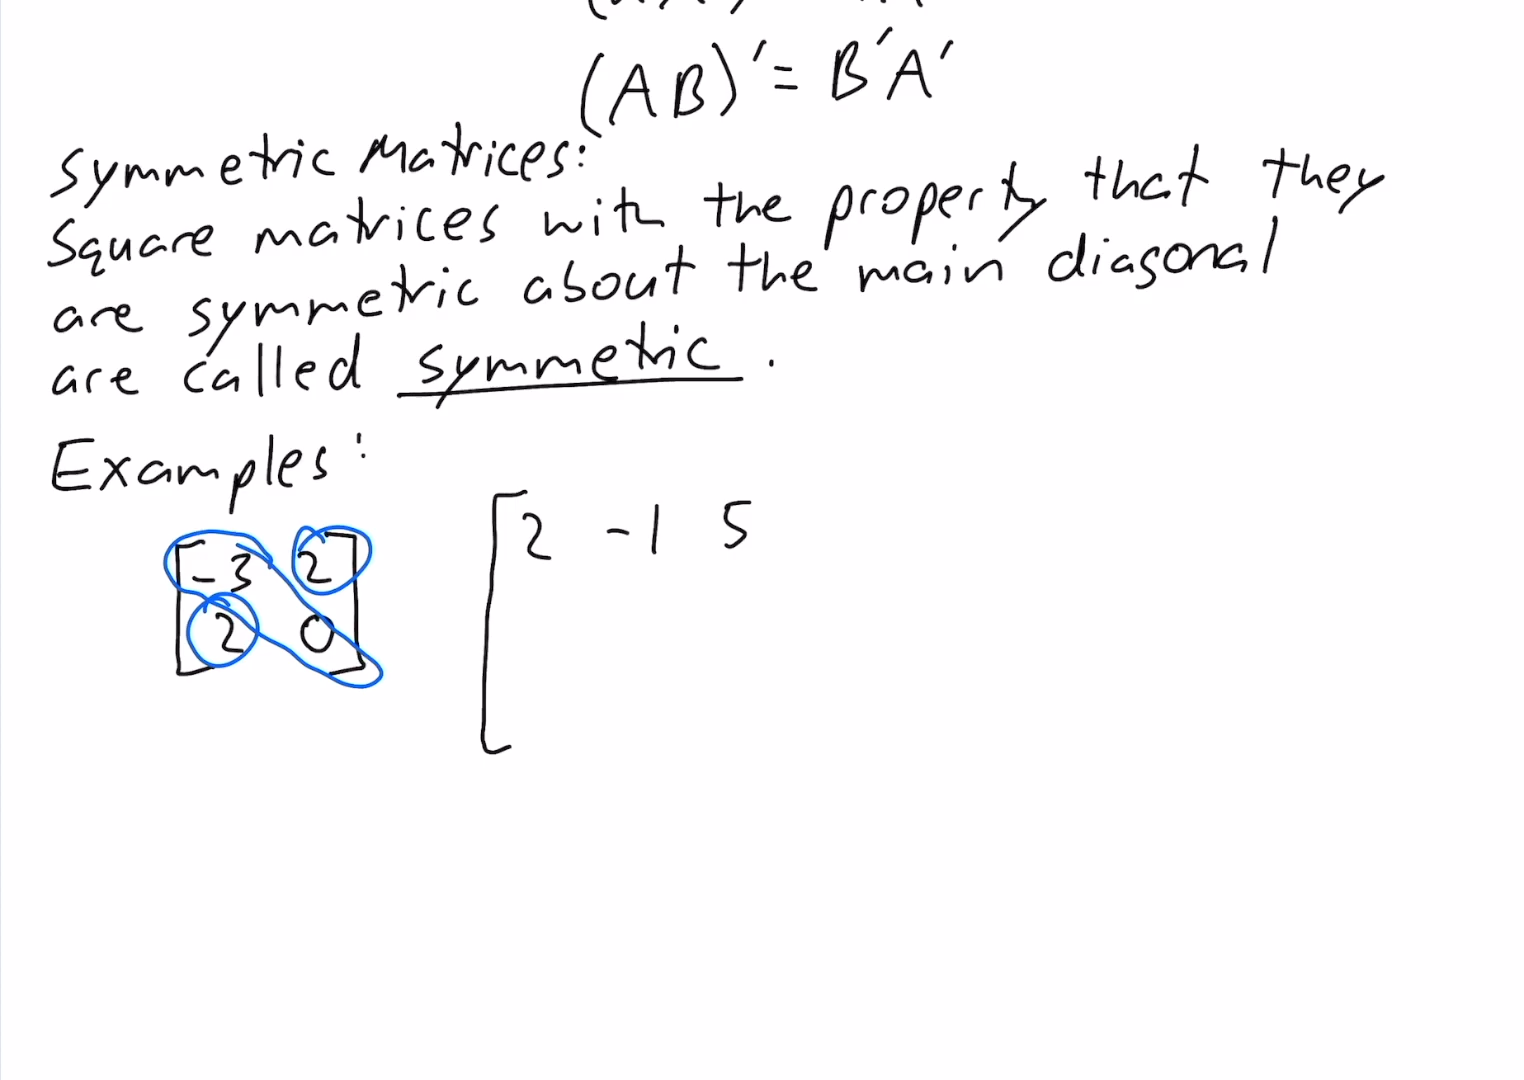 (AB)' = B'A'
Symmetric Matrices:
Square matrices with the property that they
are symmetric about the main diagonal
are called symmetric.
Examples:
[-3 2
2 0]
[2 -1 5